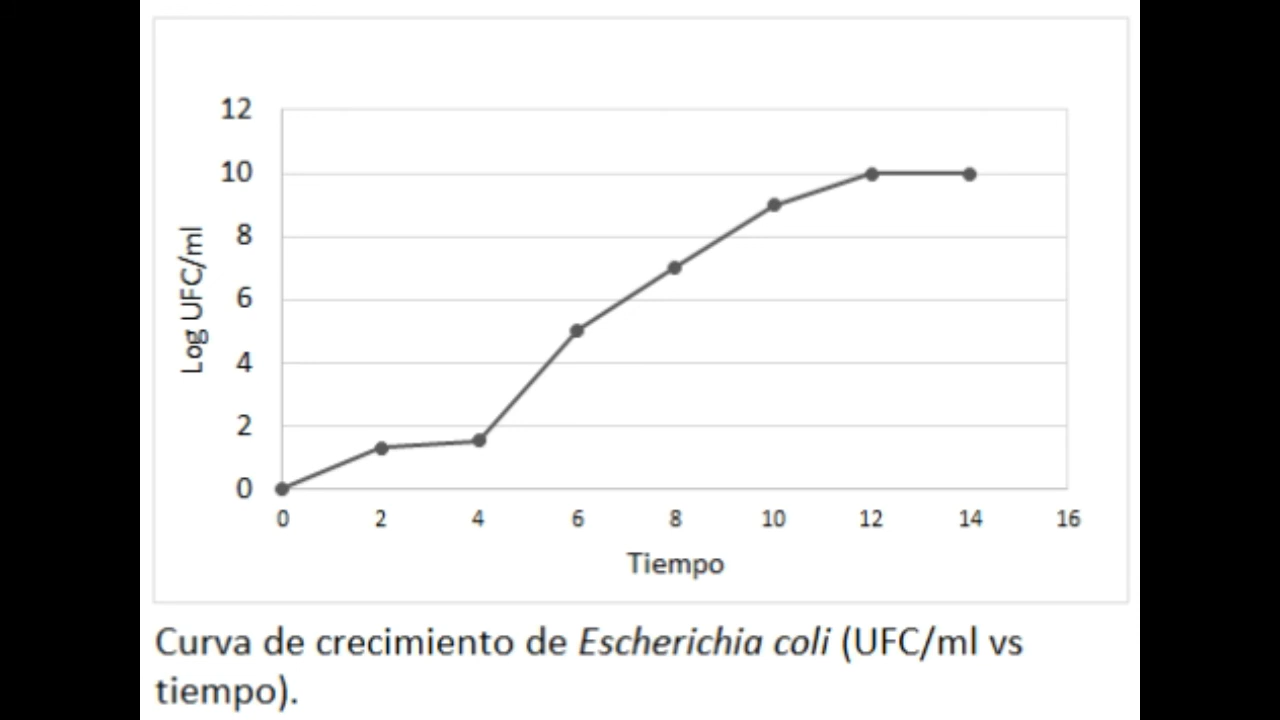 12
10
8
6
4
2
0
Log UFC/ml
0 2 4 6 8 10 12 14 16
Tiempo
Curva de crecimiento de Escherichia coli (UFC/ml vs
tiempo).